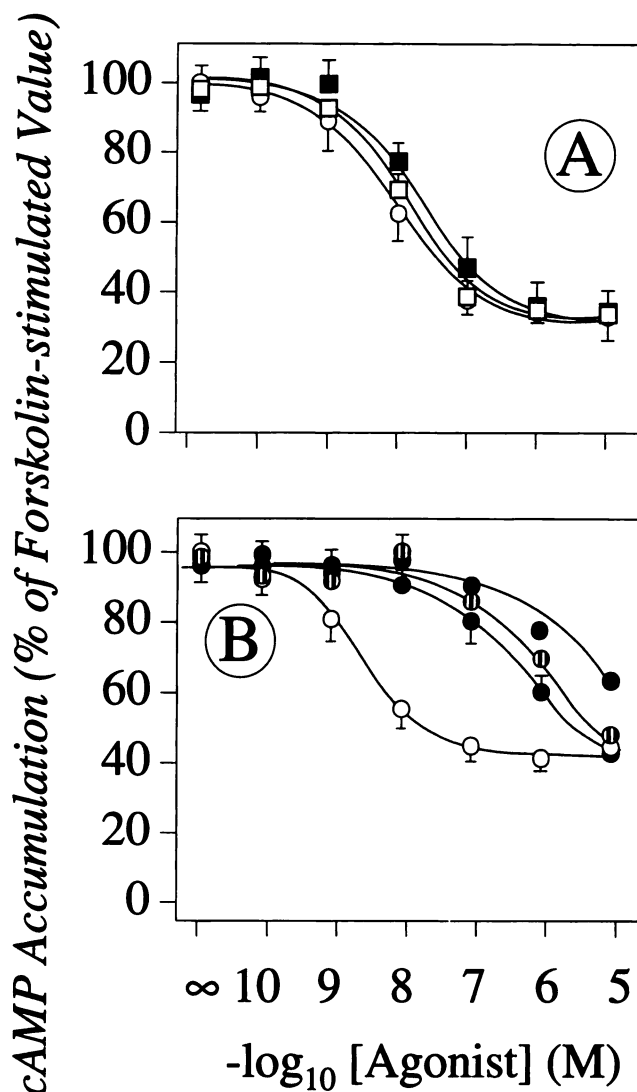 cAMP Accumulation (% of Forskolin-stimulated Value)
100
80
60
40
20
0
A
100
80
60
40
20
0
B
∞ 10 9 8 7 6 5
-log10 [Agonist] (M)